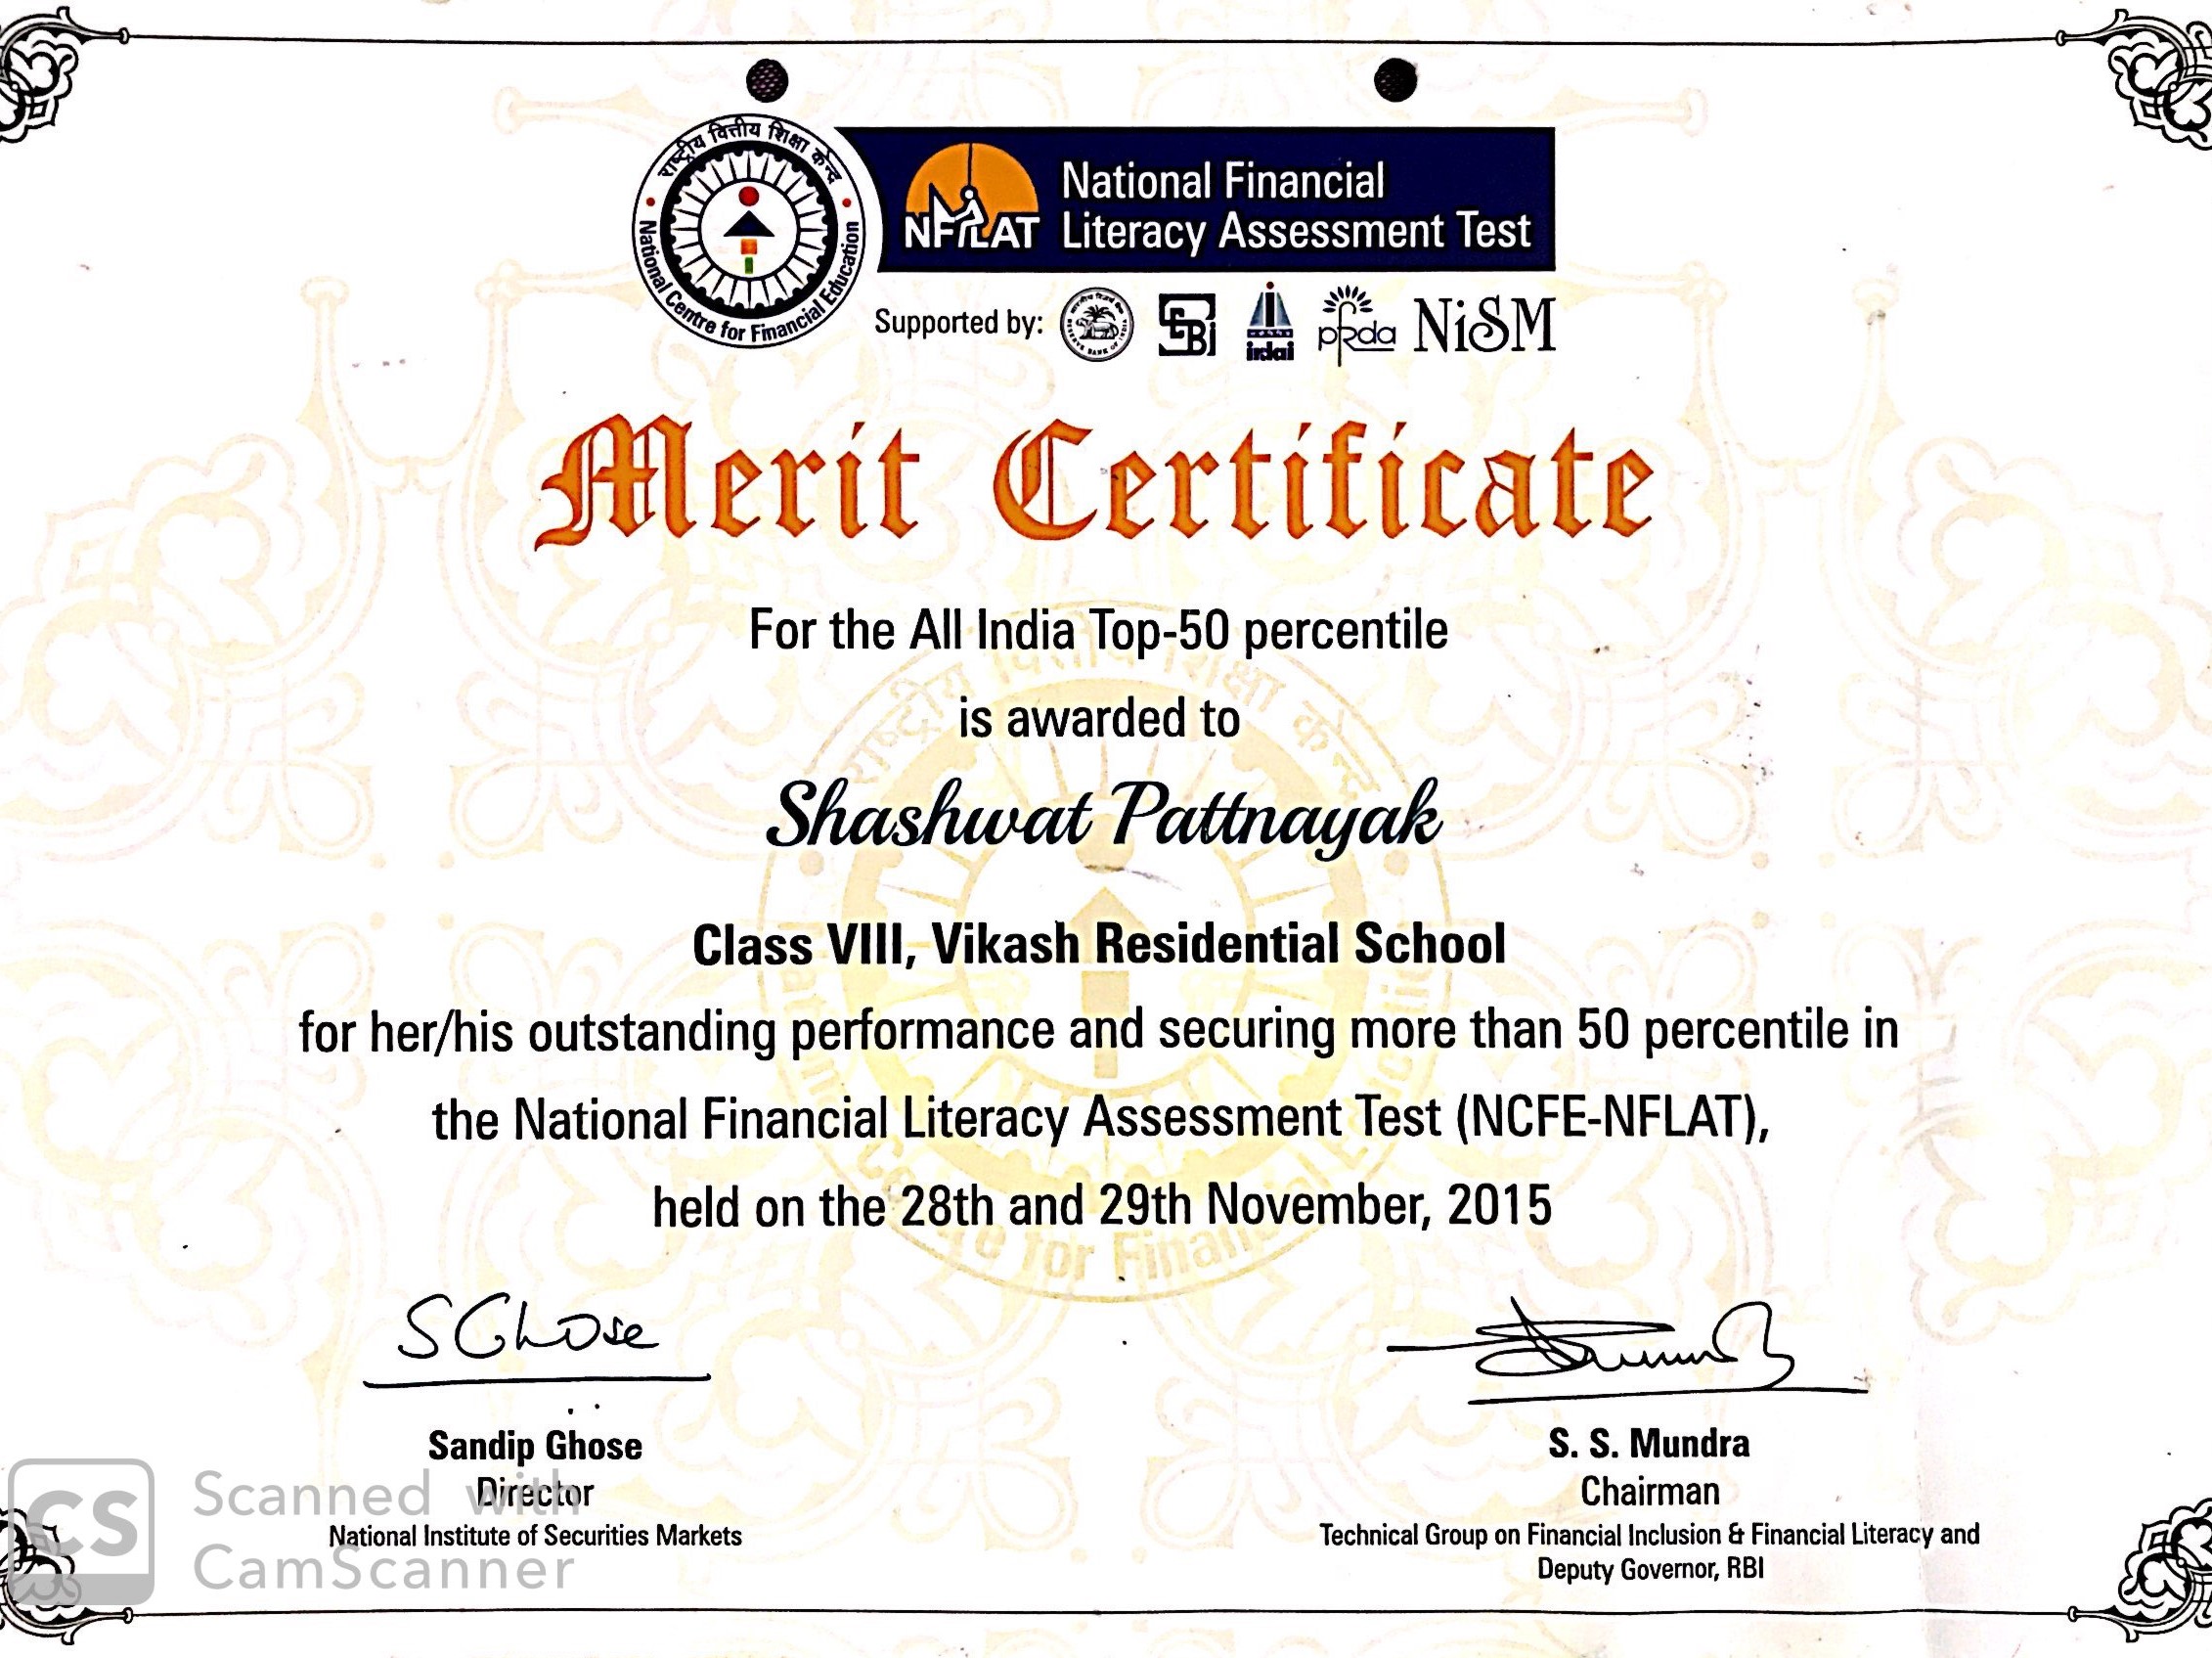 राष्ट्रीय वित्तीय शिक्षा केन्द्र
National Centre for Financial Education
NFLAT
National Financial
Literacy Assessment Test
Supported by:
RESERVE BANK OF INDIA
SEBI
irdai
pfrda
NiSM
Merit Certificate
For the All India Top-50 percentile
is awarded to
Shashwat Pattnayak
Class VIII, Vikash Residential School
for her/his outstanding performance and securing more than 50 percentile in
the National Financial Literacy Assessment Test (NCFE-NFLAT),
held on the 28th and 29th November, 2015
SGhose
Sandip Ghose
Director
National Institute of Securities Markets
S. S. Mundra
Chairman
Technical Group on Financial Inclusion & Financial Literacy and
Deputy Governor, RBI
CS
Scanned with
CamScanner